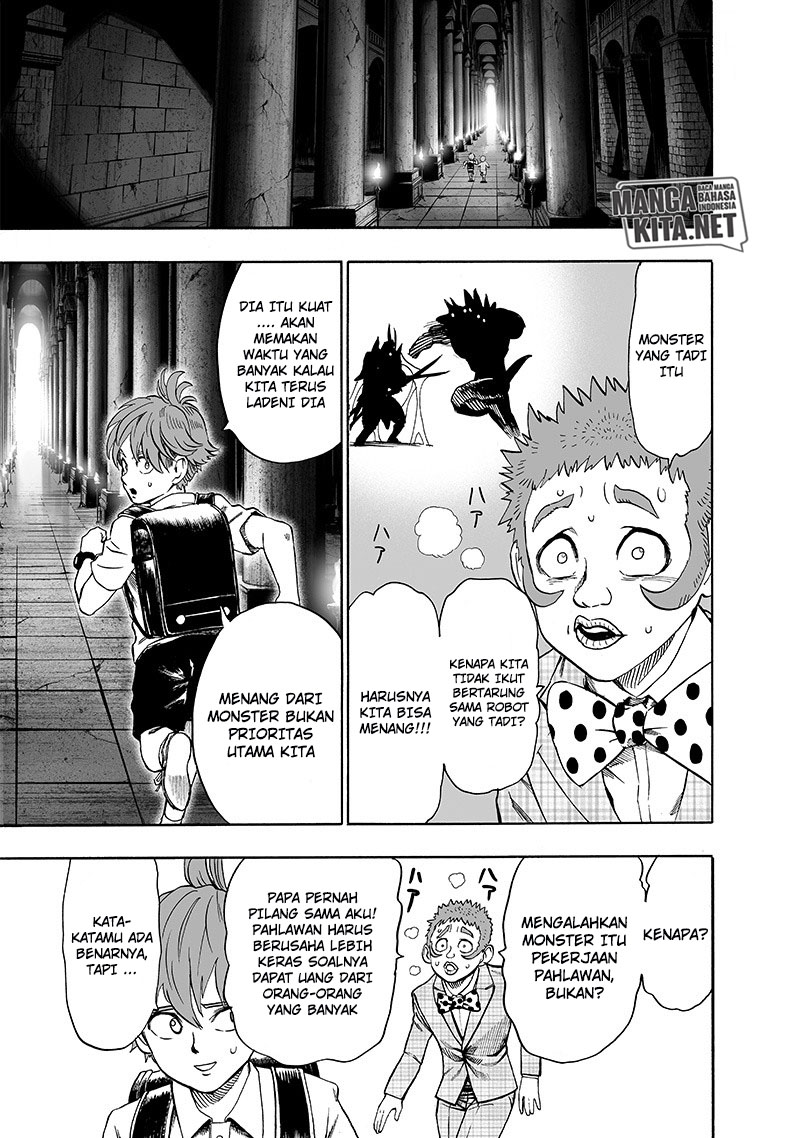 MANGA
BACA MANGA
BAHASA
INDONESIA
KITA.NET
MONSTER
YANG TADI
ITU
ハァ
ハァ
KENAPA KITA
TIDAK IKUT
BERTARUNG
SAMA ROBOT
YANG TADI?
HARUSNYA
KITA BISA
MENANG!!!
DIA ITU KUAT
.... AKAN
MEMAKAN
WAKTU YANG
BANYAK KALAU
KITA TERUS
LADENI DIA
MENANG DARI
MONSTER BUKAN
PRIORITAS
UTAMA KITA
KENAPA?
MENGALAHKAN
MONSTER ITU
PEKERJAAN
PAHLAWAN,
BUKAN?
ハァ
ハァ
PAPA PERNAH
PILANG SAMA AKU!
PAHLAWAN HARUS
BERUSAHA LEBIH
KERAS SOALNYA
DAPAT UANG DARI
ORANG-ORANG
YANG BANYAK
KATA-
KATAMU ADA
BENARNYA,
TAPI ...